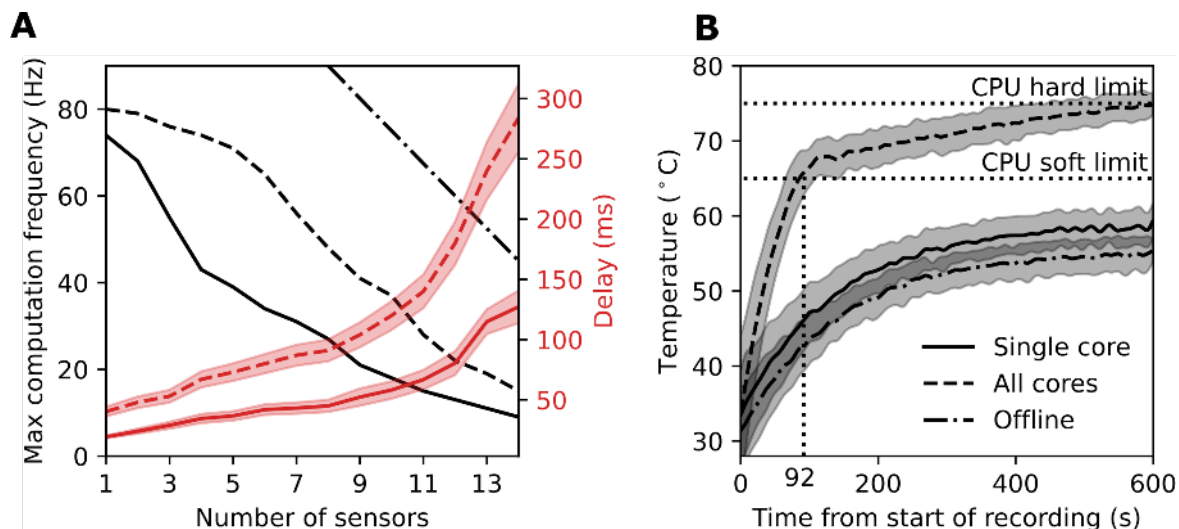 A
Max computation frequency (Hz)
80
60
40
20
0
1
3
5
7
9
11
13
Number of sensors
300
250
200
150
100
50
Delay (ms)
B
Temperature (°C)
80
70
60
50
40
30
CPU hard limit
CPU soft limit
Single core
All cores
Offline
0
92
200
400
600
Time from start of recording (s)